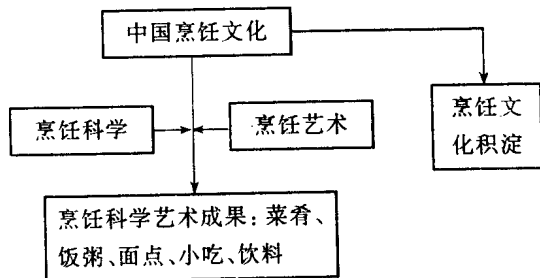 中国烹饪文化
烹饪科学
烹饪艺术
烹饪文
化积淀
烹饪科学艺术成果：菜肴、
饭粥、面点、小吃、饮料